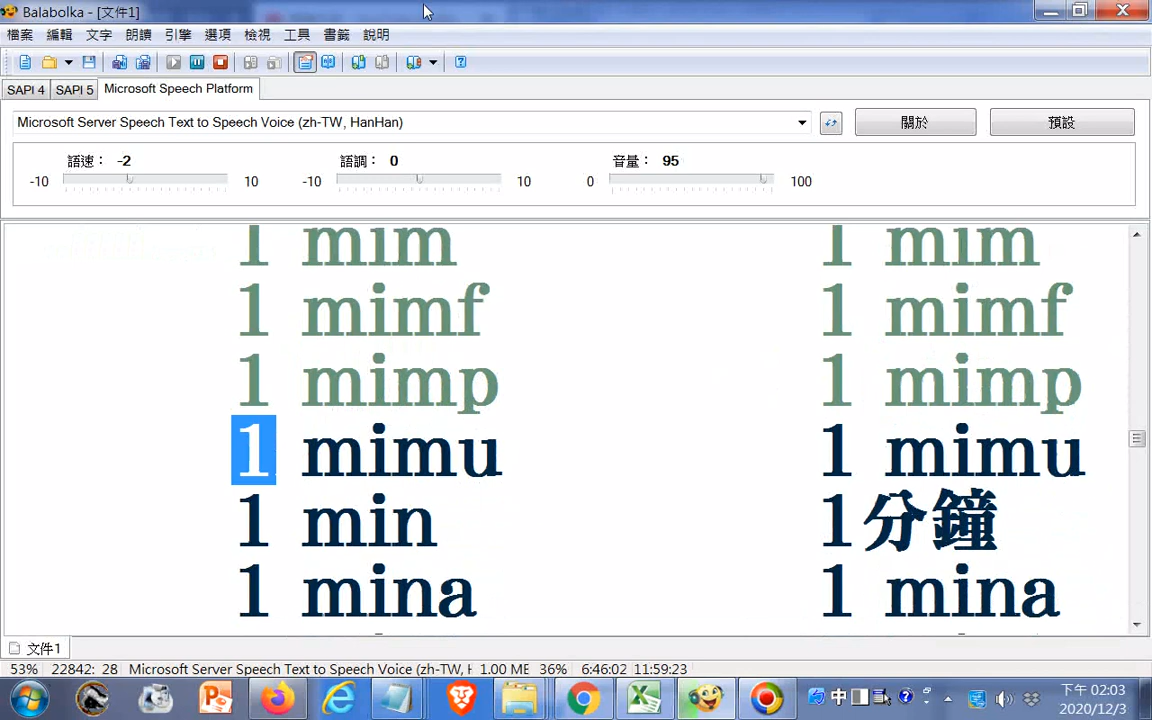 Balabolka - [文件1]
檔案 編輯 文字 朗讀 引擎 選項 檢視 工具 書籤 說明
SAPI 4 SAPI 5 Microsoft Speech Platform
Microsoft Server Speech Text to Speech Voice (zh-TW, HanHan) 關於 預設
語速： -2 語調： 0 音量： 95
-10 10 -10 10 0 100
1 mim 1 mim
1 mimf 1 mimf
1 mimp 1 mimp
1 mimu 1 mimu
1 min 1分鐘
1 mina 1 mina
文件1
53% 22842: 28 Microsoft Server Speech Text to Speech Voice (zh-TW, H 1.00 ME 36% 6:46:02 11:59:23
中 下午 02:03
2020/12/3